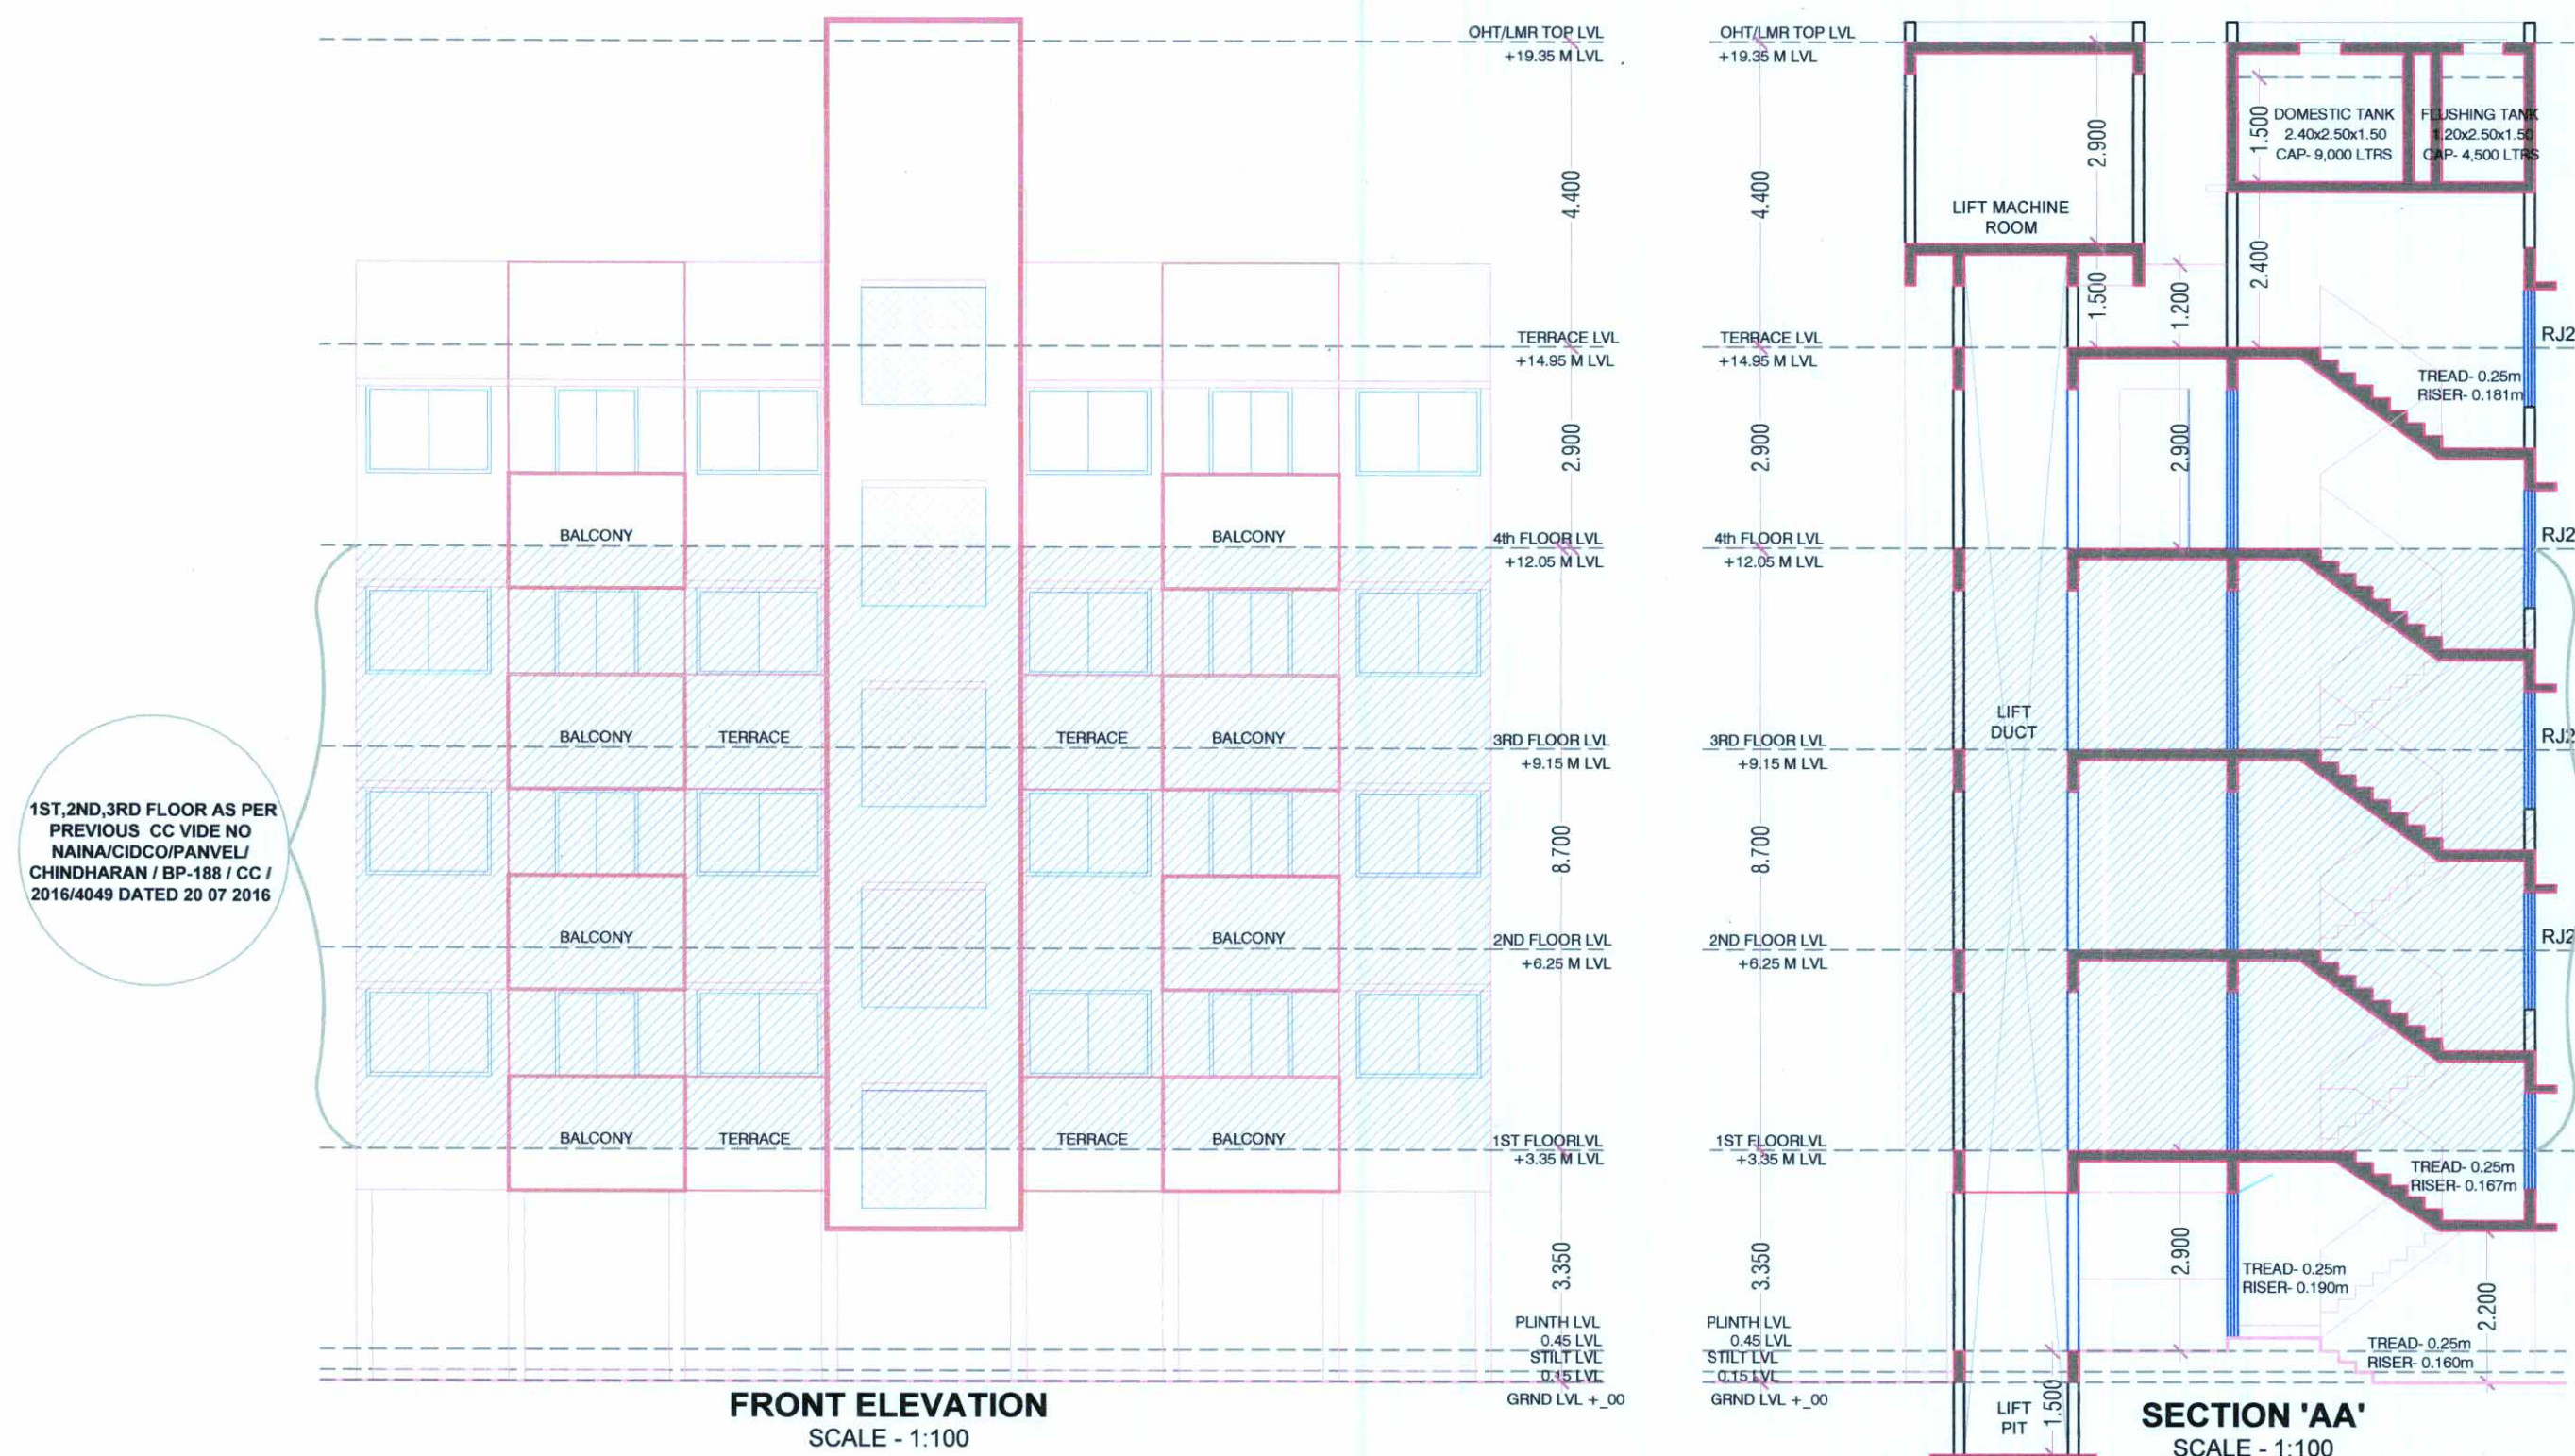 1ST,2ND,3RD FLOOR AS PER
PREVIOUS CC VIDE NO
NAINA/CIDCO/PANVEL/
CHINDHARAN / BP-188 / CC /
2016/4049 DATED 20 07 2016
BALCONY
BALCONY
BALCONY
TERRACE
TERRACE
BALCONY
BALCONY
BALCONY
BALCONY
TERRACE
TERRACE
BALCONY
OHT/LMR TOP LVL
+19.35 M LVL
4.400
TERRACE LVL
+14.95 M LVL
2.900
4th FLOOR LVL
+12.05 M LVL
3RD FLOOR LVL
+9.15 M LVL
8.700
2ND FLOOR LVL
+6.25 M LVL
1ST FLOORLVL
+3.35 M LVL
3.350
PLINTH LVL
0.45 LVL
STILT LVL
0.15 LVL
GRND LVL +_00
FRONT ELEVATION
SCALE - 1:100
OHT/LMR TOP LVL
+19.35 M LVL
4.400
TERRACE LVL
+14.95 M LVL
2.900
4th FLOOR LVL
+12.05 M LVL
3RD FLOOR LVL
+9.15 M LVL
8.700
2ND FLOOR LVL
+6.25 M LVL
1ST FLOORLVL
+3.35 M LVL
3.350
PLINTH LVL
0.45 LVL
STILT LVL
0.15 LVL
GRND LVL +_00
2.900
LIFT MACHINE
ROOM
1.500
1.200
1.500
DOMESTIC TANK
2.40x2.50x1.50
CAP- 9,000 LTRS
FLUSHING TANK
1.20x2.50x1.50
CAP- 4,500 LTRS
2.400
RJ2
TREAD- 0.25m
RISER- 0.181m
2.900
RJ2
LIFT
DUCT
RJ2
RJ2
TREAD- 0.25m
RISER- 0.167m
2.900
TREAD- 0.25m
RISER- 0.190m
2.200
TREAD- 0.25m
RISER- 0.160m
LIFT
PIT
1.500
SECTION 'AA'
SCALE - 1:100